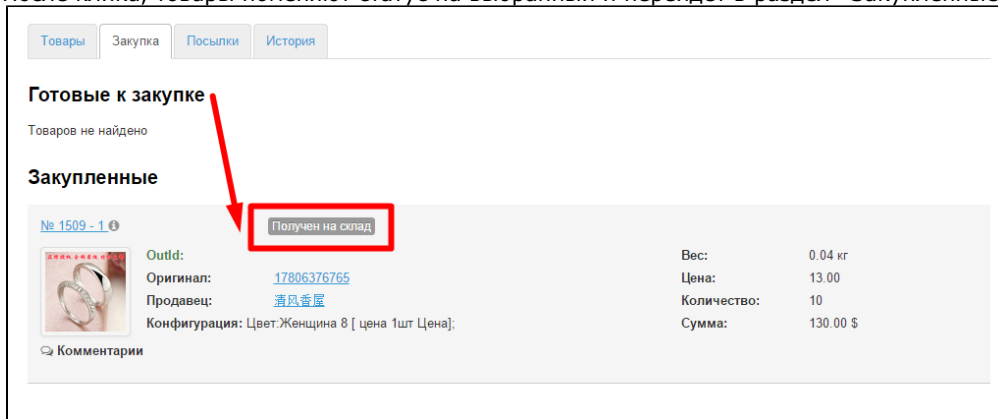 Товары Закупка Посылки История
Готовые к закупке
Товаров не найдено
Закупленные
№ 1509 - 1 Получен на склад
OutId: Вес: 0.04 кг
Оригинал: 17806376765 Цена: 13.00
Продавец: 清风香屋 Количество: 10
Конфигурация: Цвет:Женщина 8 [ цена 1шт Цена]; Сумма: 130.00 $
Комментарии